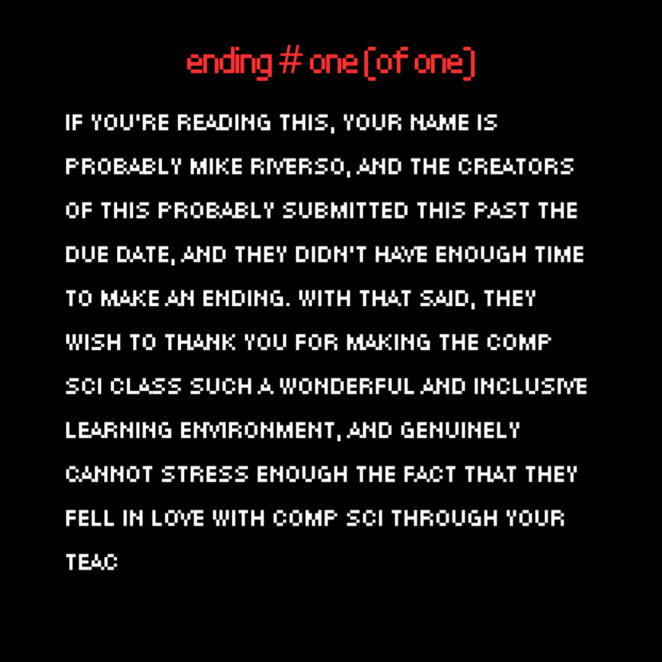 ending # one (of one)
IF YOU'RE READING THIS, YOUR NAME IS
PROBABLY MIKE RIVERSO, AND THE CREATORS
OF THIS PROBABLY SUBMITTED THIS PAST THE
DUE DATE, AND THEY DIDN'T HAVE ENOUGH TIME
TO MAKE AN ENDING. WITH THAT SAID, THEY
WISH TO THANK YOU FOR MAKING THE COMP
SCI CLASS SUCH A WONDERFUL AND INCLUSIVE
LEARNING ENVIRONMENT, AND GENUINELY
CANNOT STRESS ENOUGH THE FACT THAT THEY
FELL IN LOVE WITH COMP SCI THROUGH YOUR
TEAC